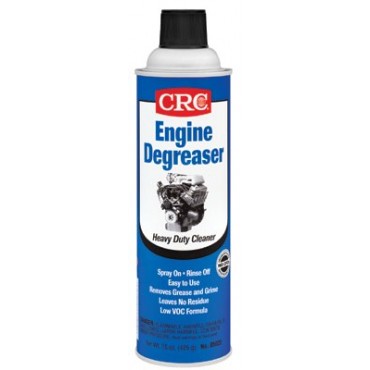 CRC
Engine
Degreaser
Heavy Duty Cleaner
Spray On • Rinse Off
Easy to Use
Removes Grease and Grime
Leaves No Residue
Low VOC Formula